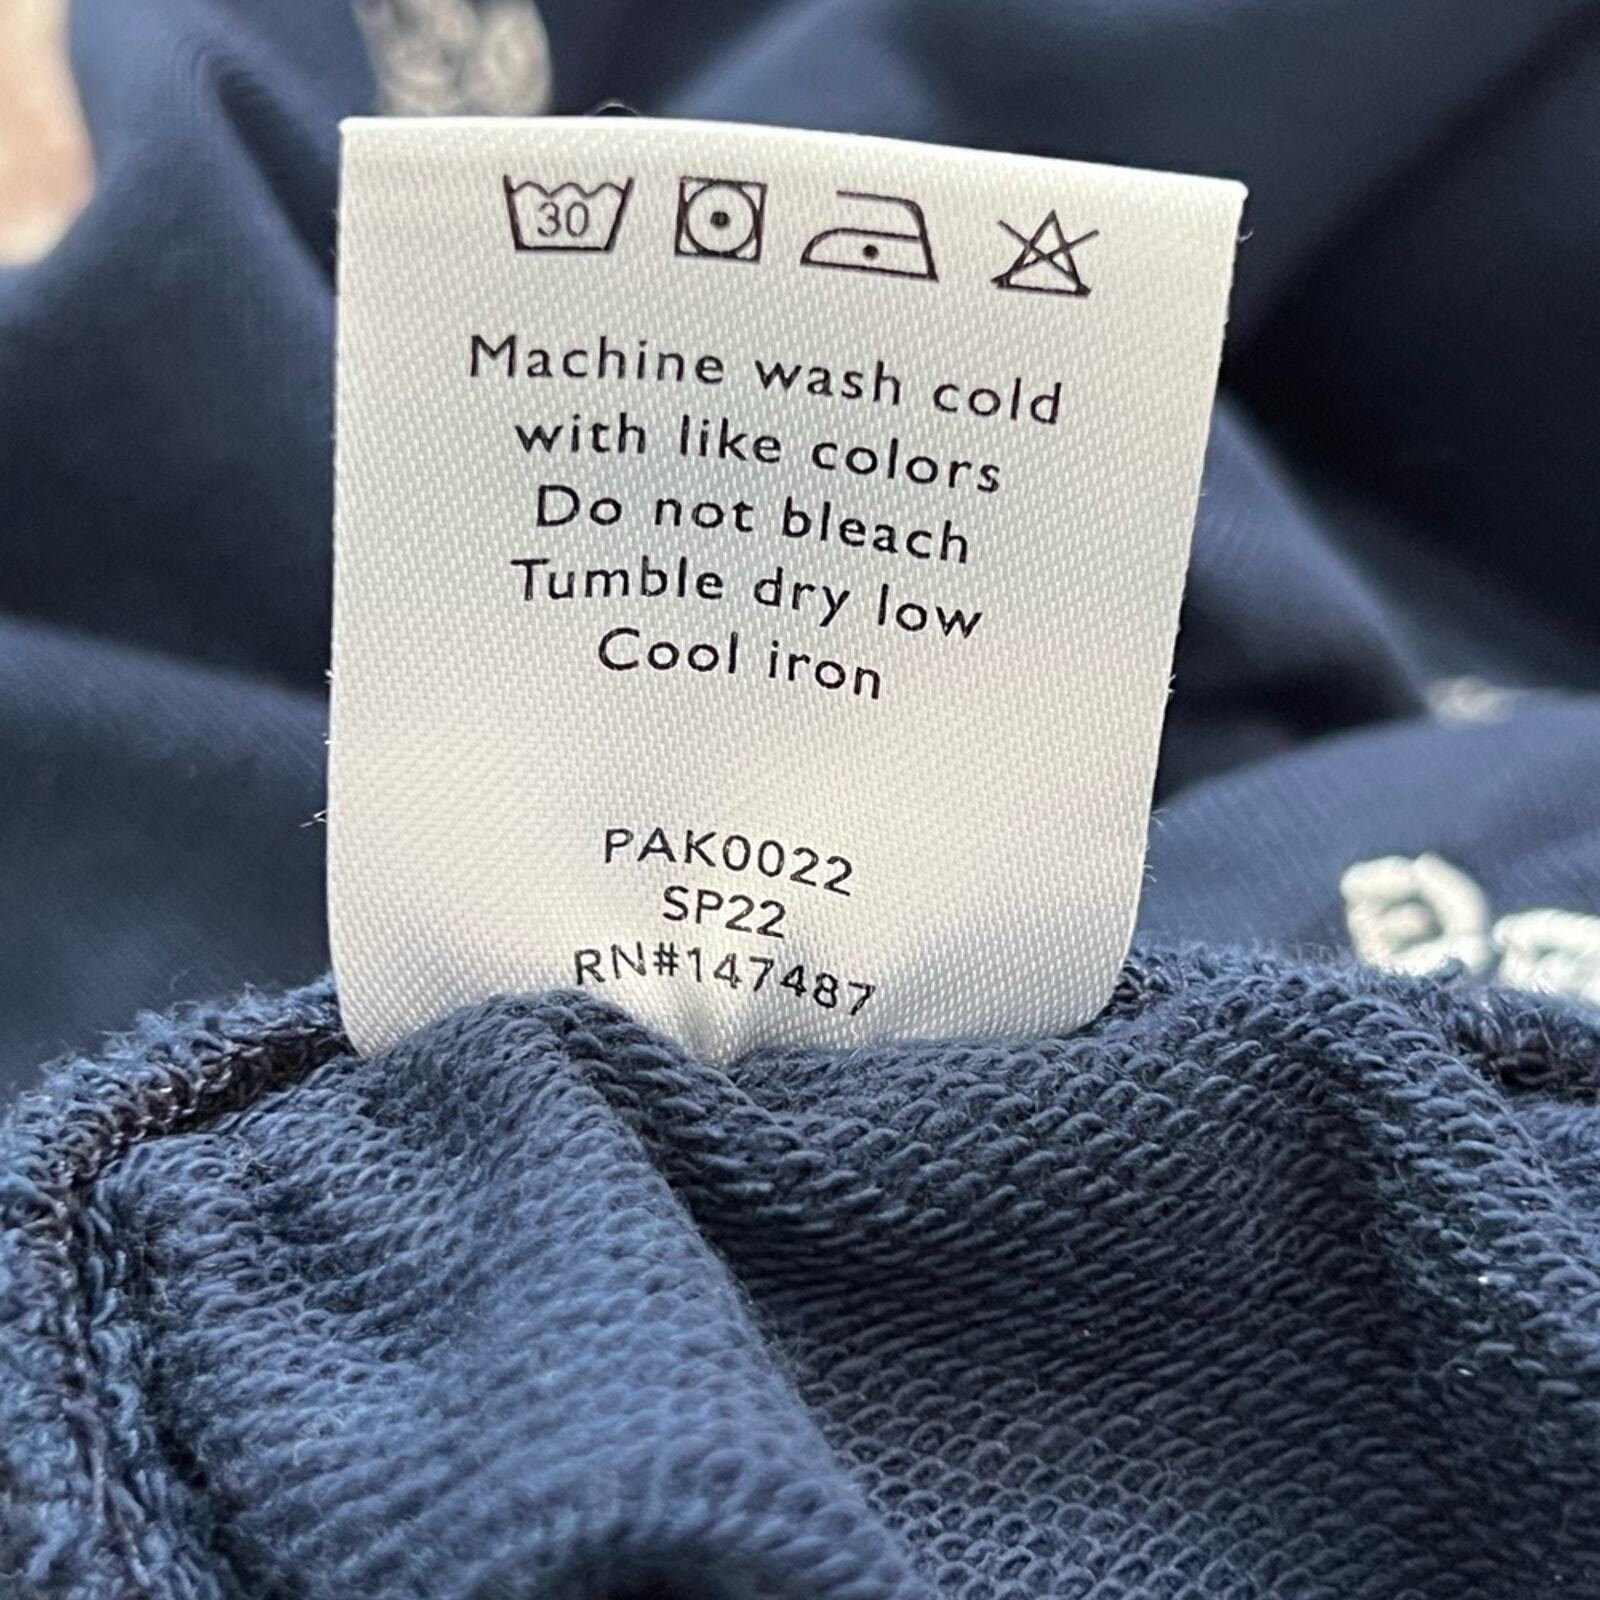 30
Machine wash cold
with like colors
Do not bleach
Tumble dry low
Cool iron
PAK0022
SP22
RN#147487